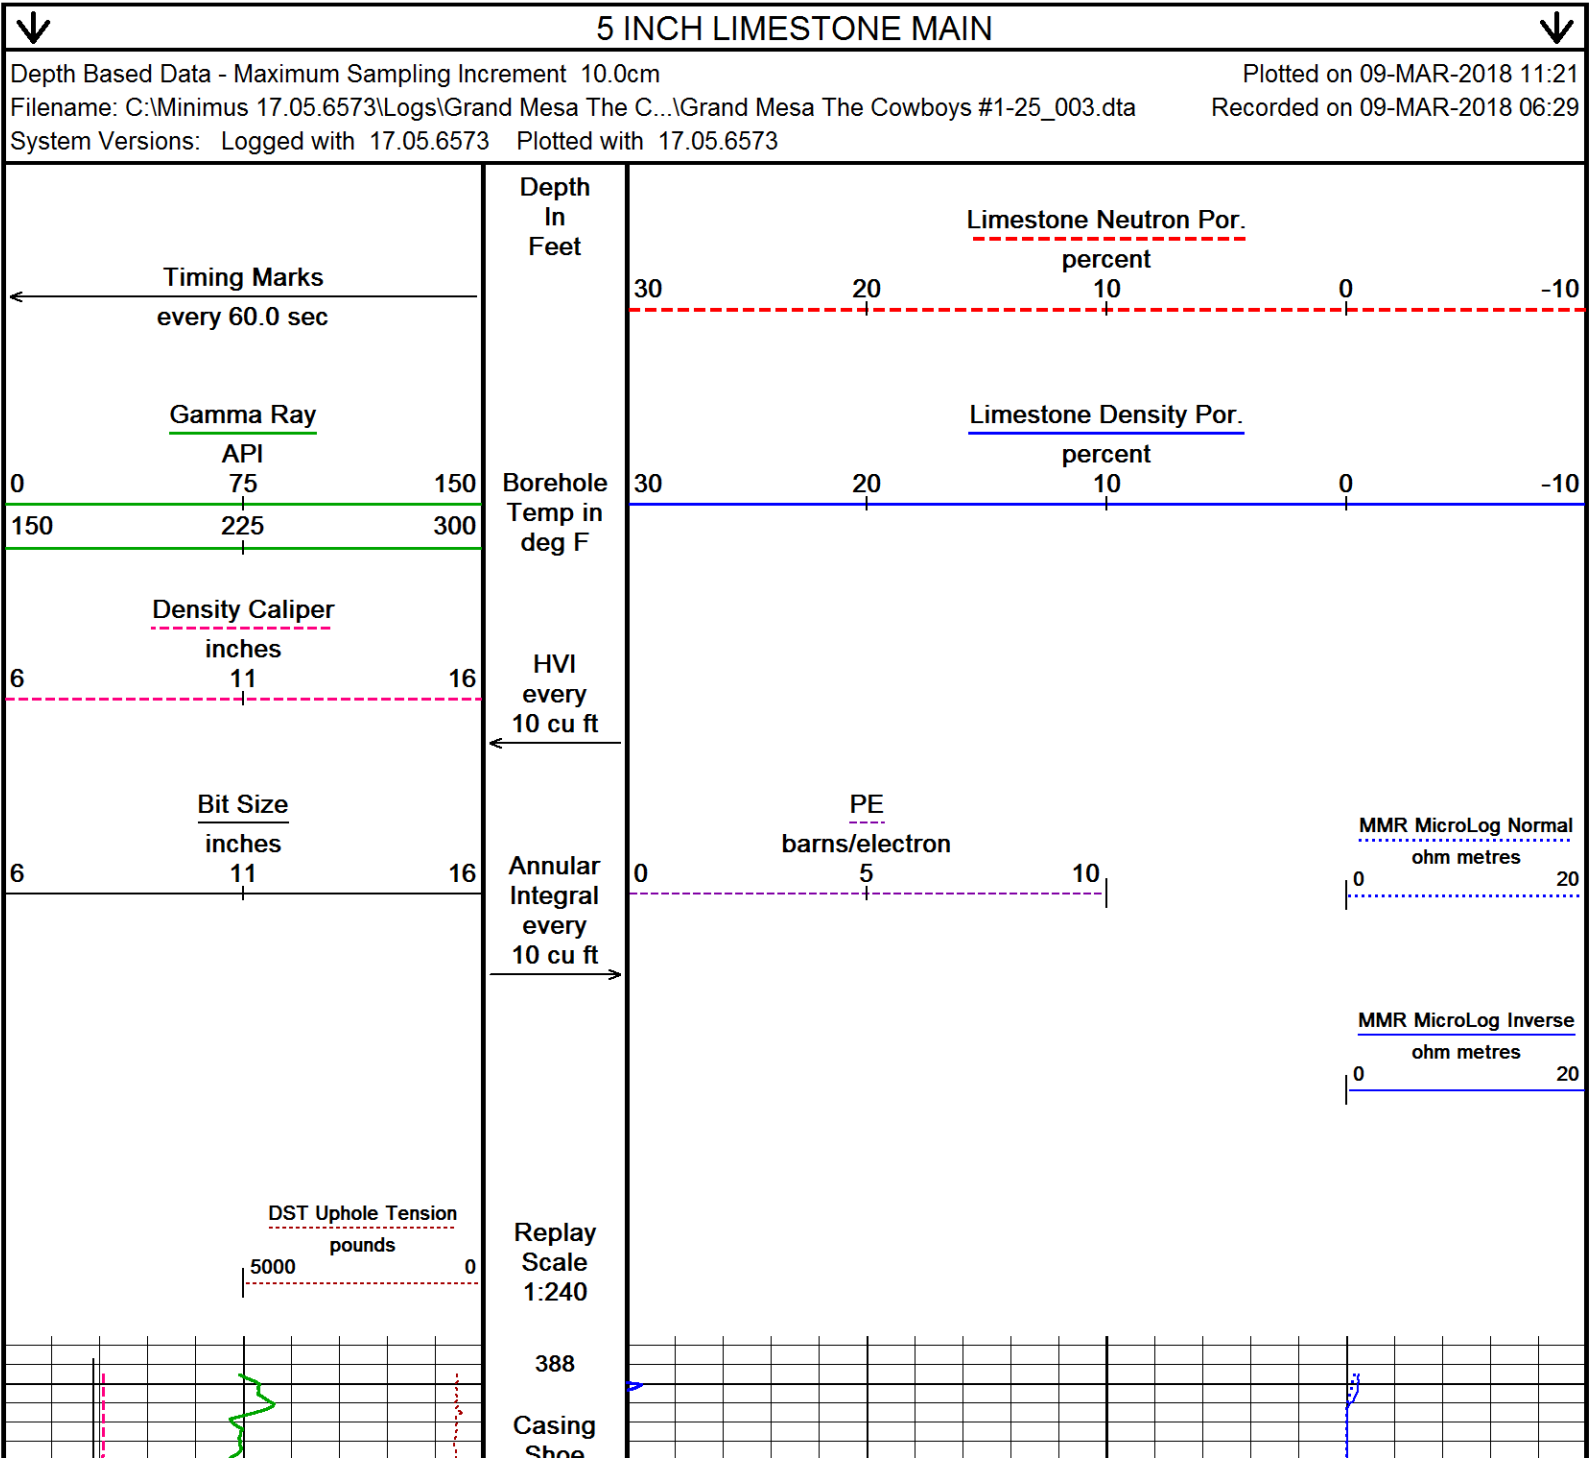 5 INCH LIMESTONE MAIN
Depth Based Data - Maximum Sampling Increment 10.0cm
Plotted on 09-MAR-2018 11:21
Filename: C:\Minimus 17.05.6573\Logs\Grand Mesa The C...\Grand Mesa The Cowboys #1-25_003.dta
Recorded on 09-MAR-2018 06:29
System Versions: Logged with 17.05.6573 Plotted with 17.05.6573
Timing Marks
every 60.0 sec
Gamma Ray
API
0 75 150
150 225 300
Density Caliper
inches
6 11 16
Bit Size
inches
6 11 16
DST Uphole Tension
pounds
5000 0
Depth
In
Feet
Borehole
Temp in
deg F
HVI
every
10 cu ft
Annular
Integral
every
10 cu ft
Replay
Scale
1:240
388
Casing
Shoe
Limestone Neutron Por.
percent
30 20 10 0 -10
Limestone Density Por.
percent
30 20 10 0 -10
PE
barns/electron
0 5 10
MMR MicroLog Normal
ohm metres
0 20
MMR MicroLog Inverse
ohm metres
0 20